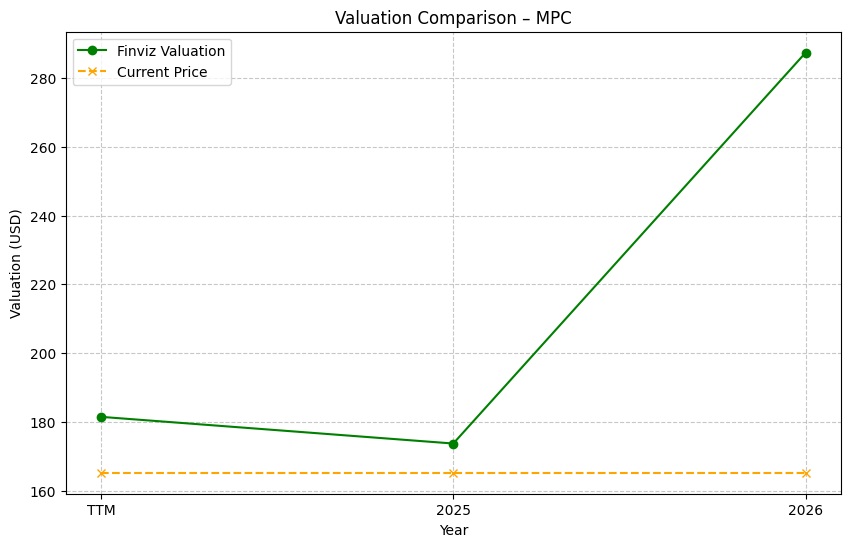 Valuation Comparison – MPC
Finviz Valuation
Current Price
Valuation (USD)
280
260
240
220
200
180
160
TTM
2025
2026
Year